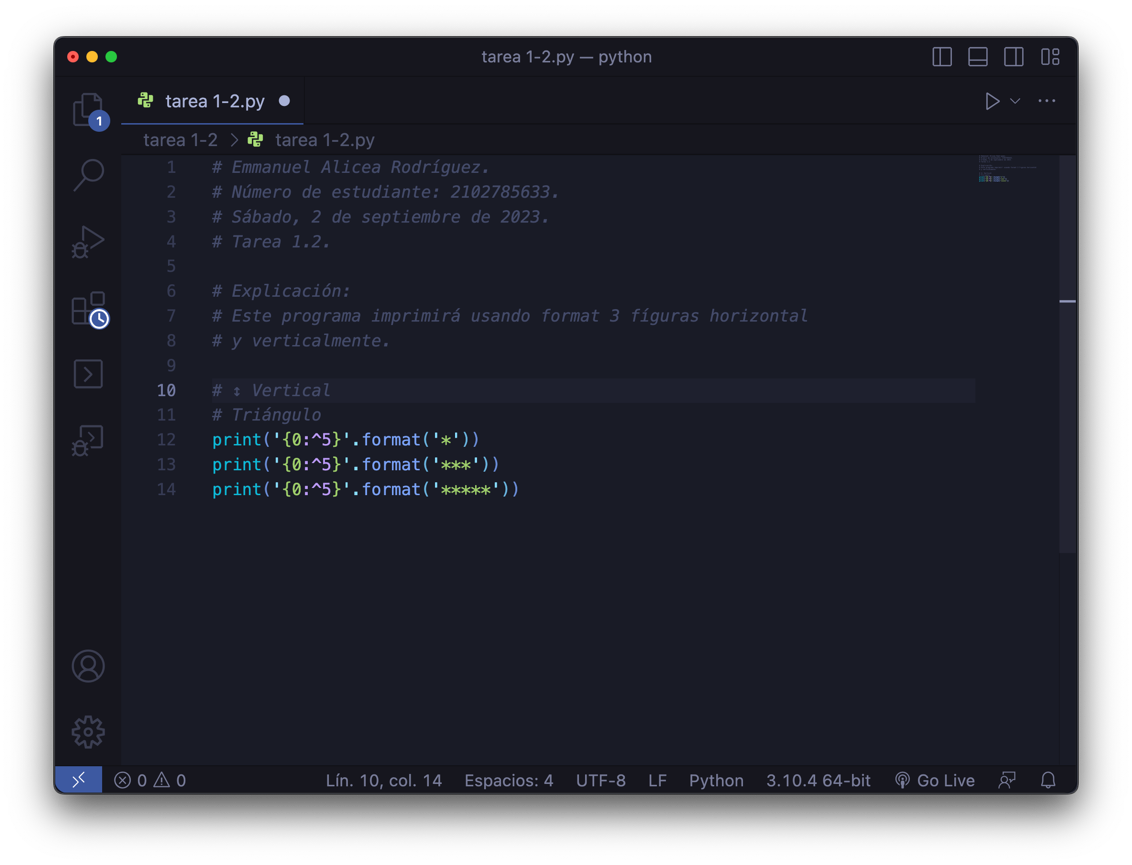 tarea 1-2.py — python
tarea 1-2.py
1
tarea 1-2 > tarea 1-2.py
1 # Emmanuel Alicea Rodríguez.
2 # Número de estudiante: 2102785633.
3 # Sábado, 2 de septiembre de 2023.
4 # Tarea 1.2.
5
6 # Explicación:
7 # Este programa imprimirá usando format 3 fíguras horizontal
8 # y verticalmente.
9
10 # ↕ Vertical
11 # Triángulo
12 print('{0:^5}'.format('*'))
13 print('{0:^5}'.format('***'))
14 print('{0:^5}'.format('*****'))
0 0 Lín. 10, col. 14 Espacios: 4 UTF-8 LF Python 3.10.4 64-bit Go Live